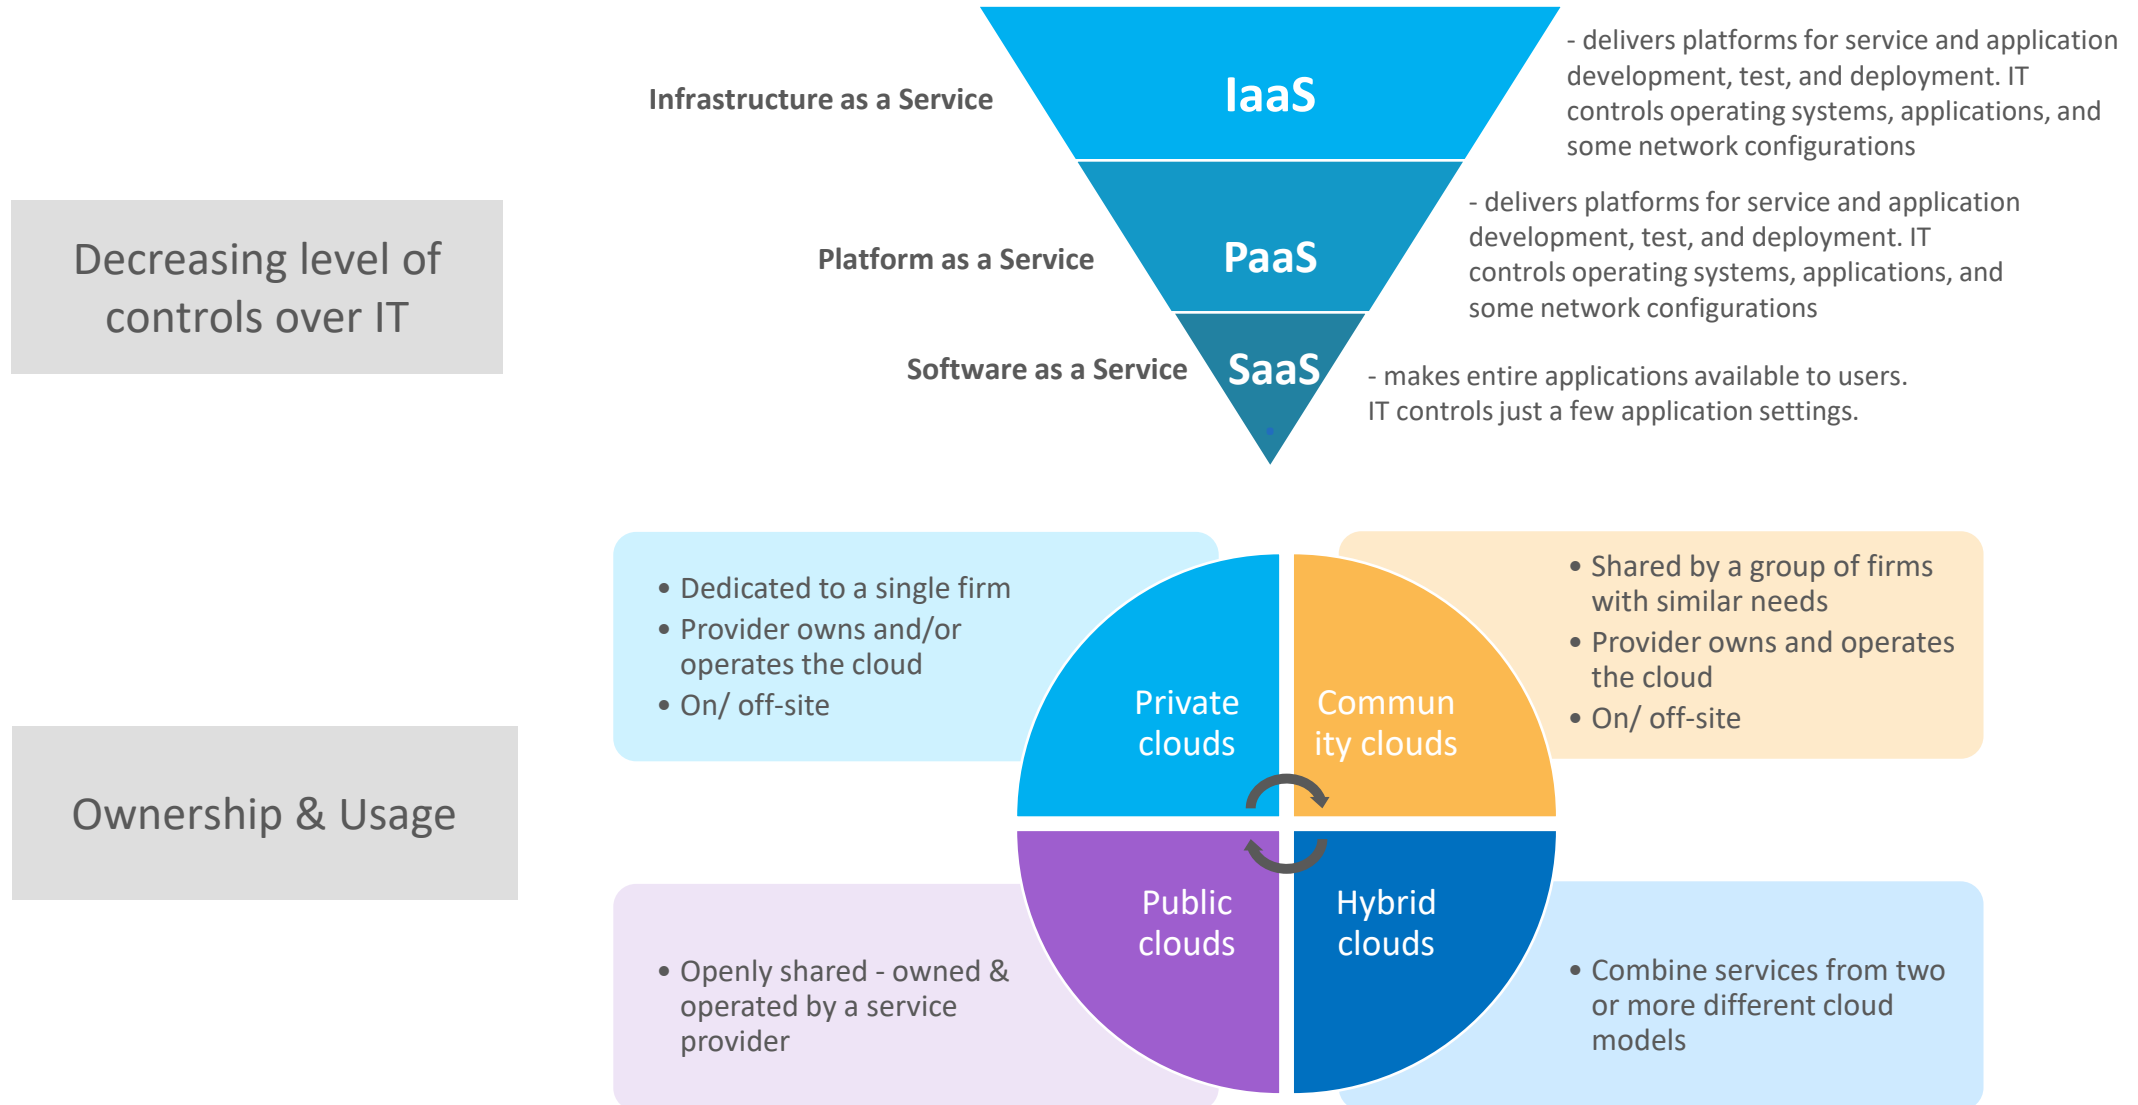 Decreasing level of
controls over IT
Infrastructure as a Service
IaaS
- delivers platforms for service and application
development, test, and deployment. IT
controls operating systems, applications, and
some network configurations
Platform as a Service
PaaS
- delivers platforms for service and application
development, test, and deployment. IT
controls operating systems, applications, and
some network configurations
Software as a Service
SaaS
- makes entire applications available to users.
IT controls just a few application settings.
Ownership & Usage
• Dedicated to a single firm
• Provider owns and/or
operates the cloud
• On/ off-site
Private
clouds
Commun
ity clouds
• Shared by a group of firms
with similar needs
• Provider owns and operates
the cloud
• On/ off-site
• Openly shared - owned &
operated by a service
provider
Public
clouds
Hybrid
clouds
• Combine services from two
or more different cloud
models